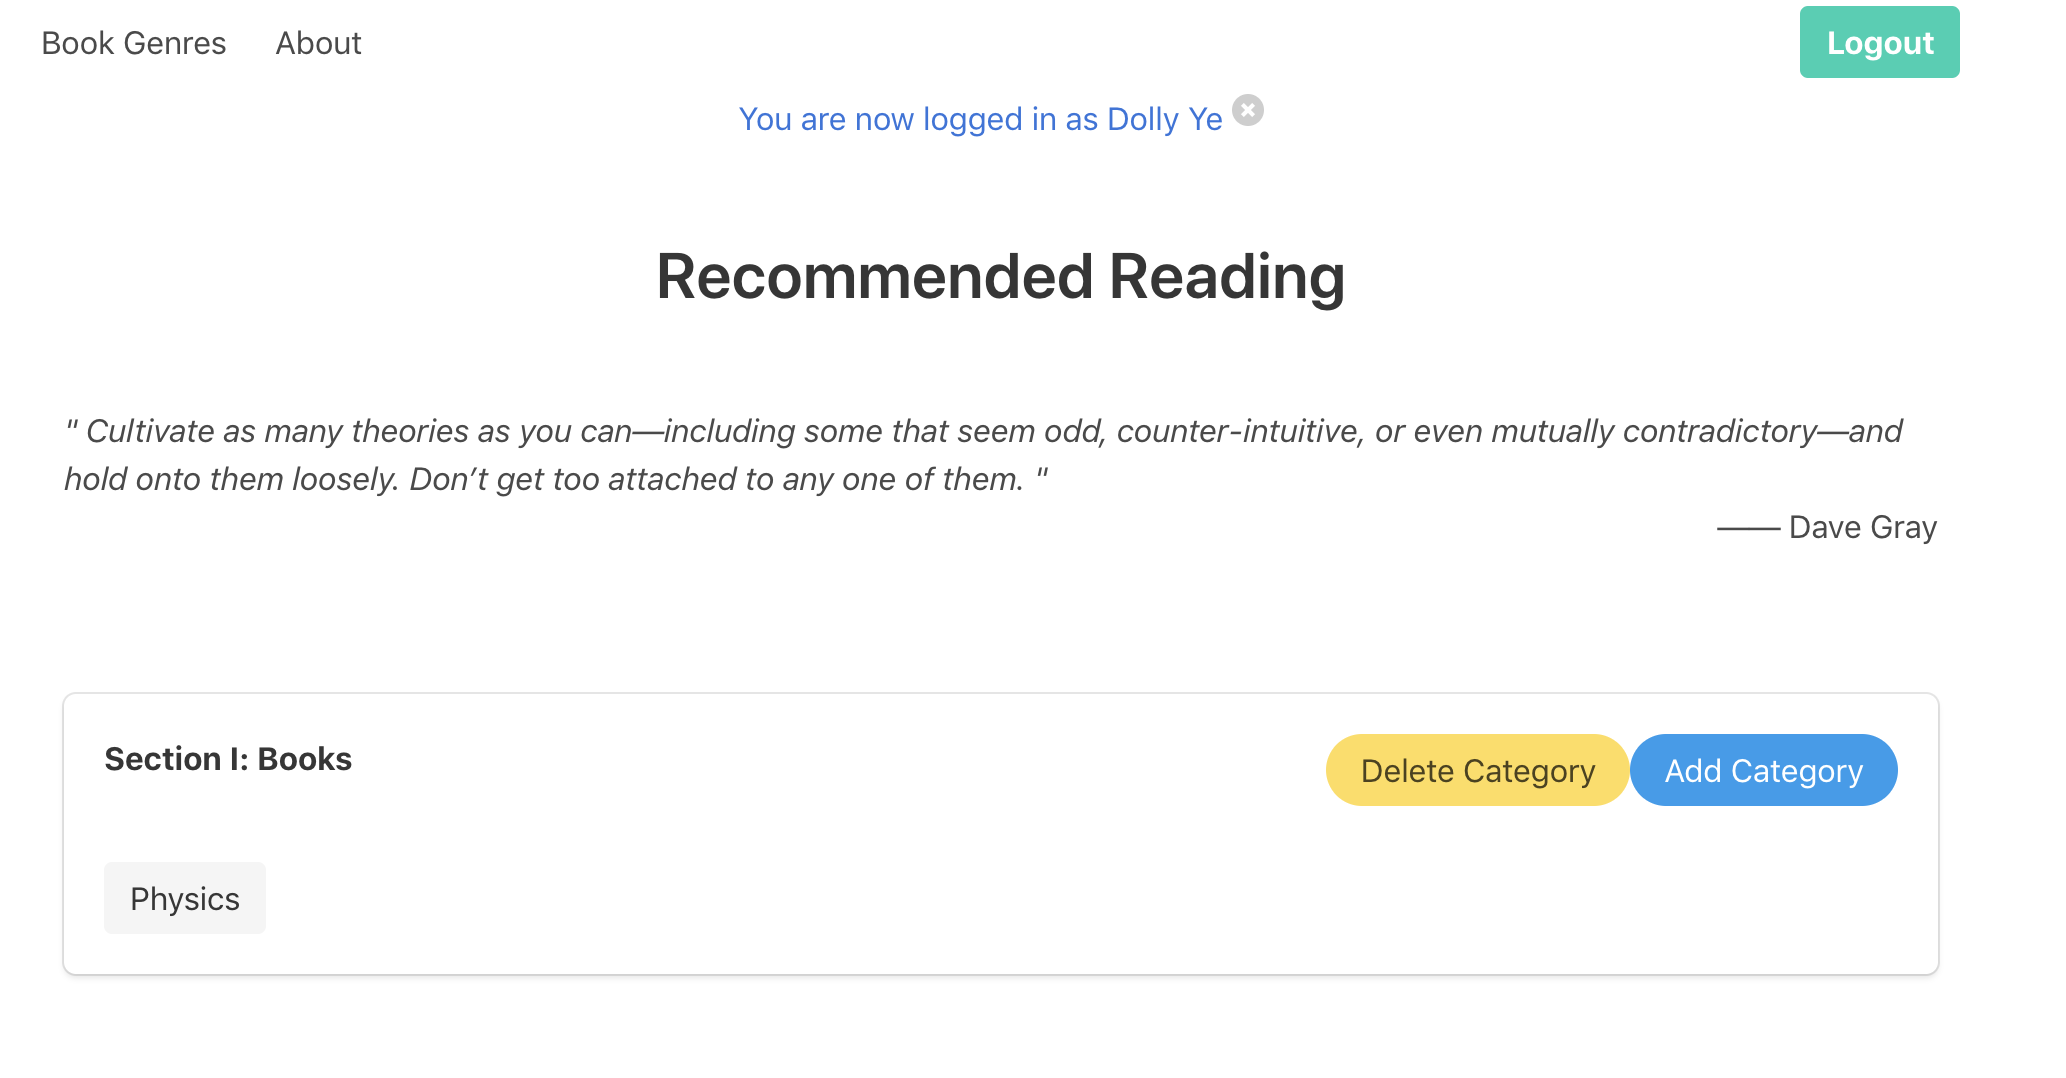 Book Genres About Logout
You are now logged in as Dolly Ye
Recommended Reading
" Cultivate as many theories as you can—including some that seem odd, counter-intuitive, or even mutually contradictory—and
hold onto them loosely. Don’t get too attached to any one of them. "
—— Dave Gray
Section I: Books
Delete Category Add Category
Physics